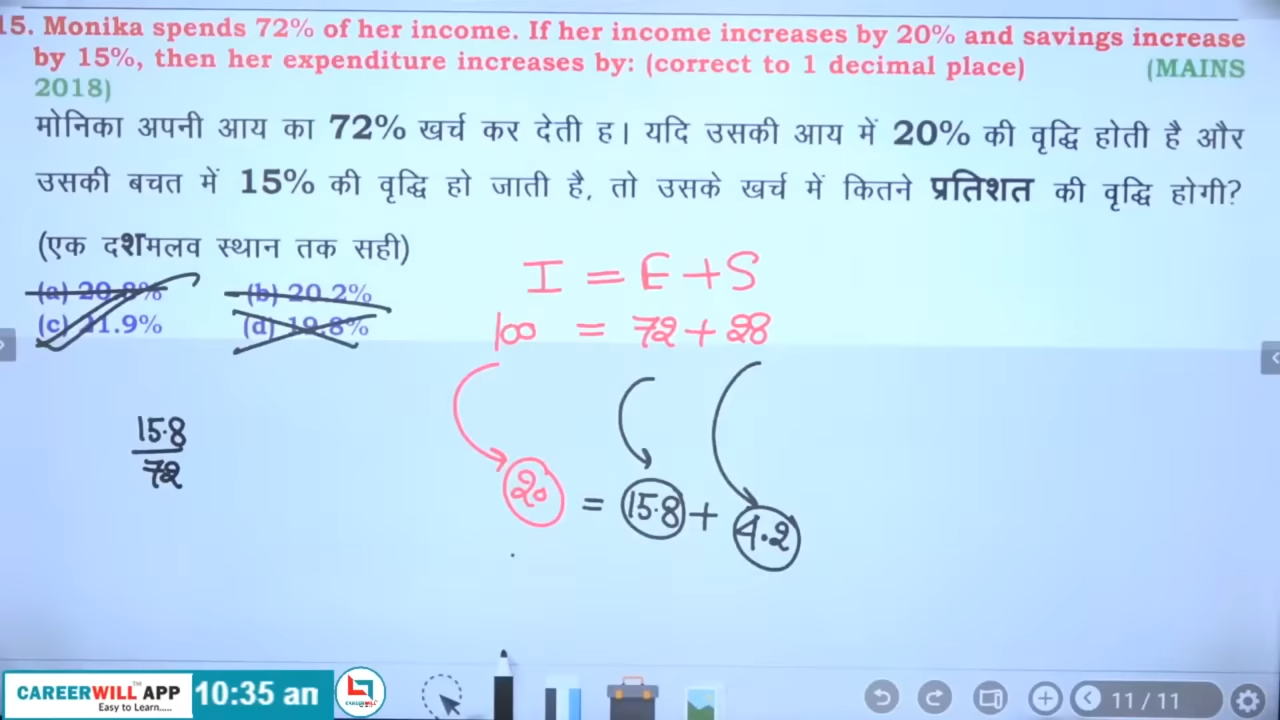 15. Monika spends 72% of her income. If her income increases by 20% and savings increase
by 15%, then her expenditure increases by: (correct to 1 decimal place) (MAINS
2018)
मोनिका अपनी आय का 72% खर्च कर देती ह। यदि उसकी आय में 20% की वृद्धि होती है और
उसकी बचत में 15% की वृद्धि हो जाती है, तो उसके खर्च में कितने प्रतिशत की वृद्धि होगी?
(एक दशमलव स्थान तक सही)
(a) 20.8% (b) 20.2%
(c) 21.9% (d) 19.8%
I = E + S
100 = 72 + 28
15.8
72
20 = 15.8 + 4.2
CAREERWILL APP
Easy to Learn.....
10:35 an
CAREERWILL
11 / 11